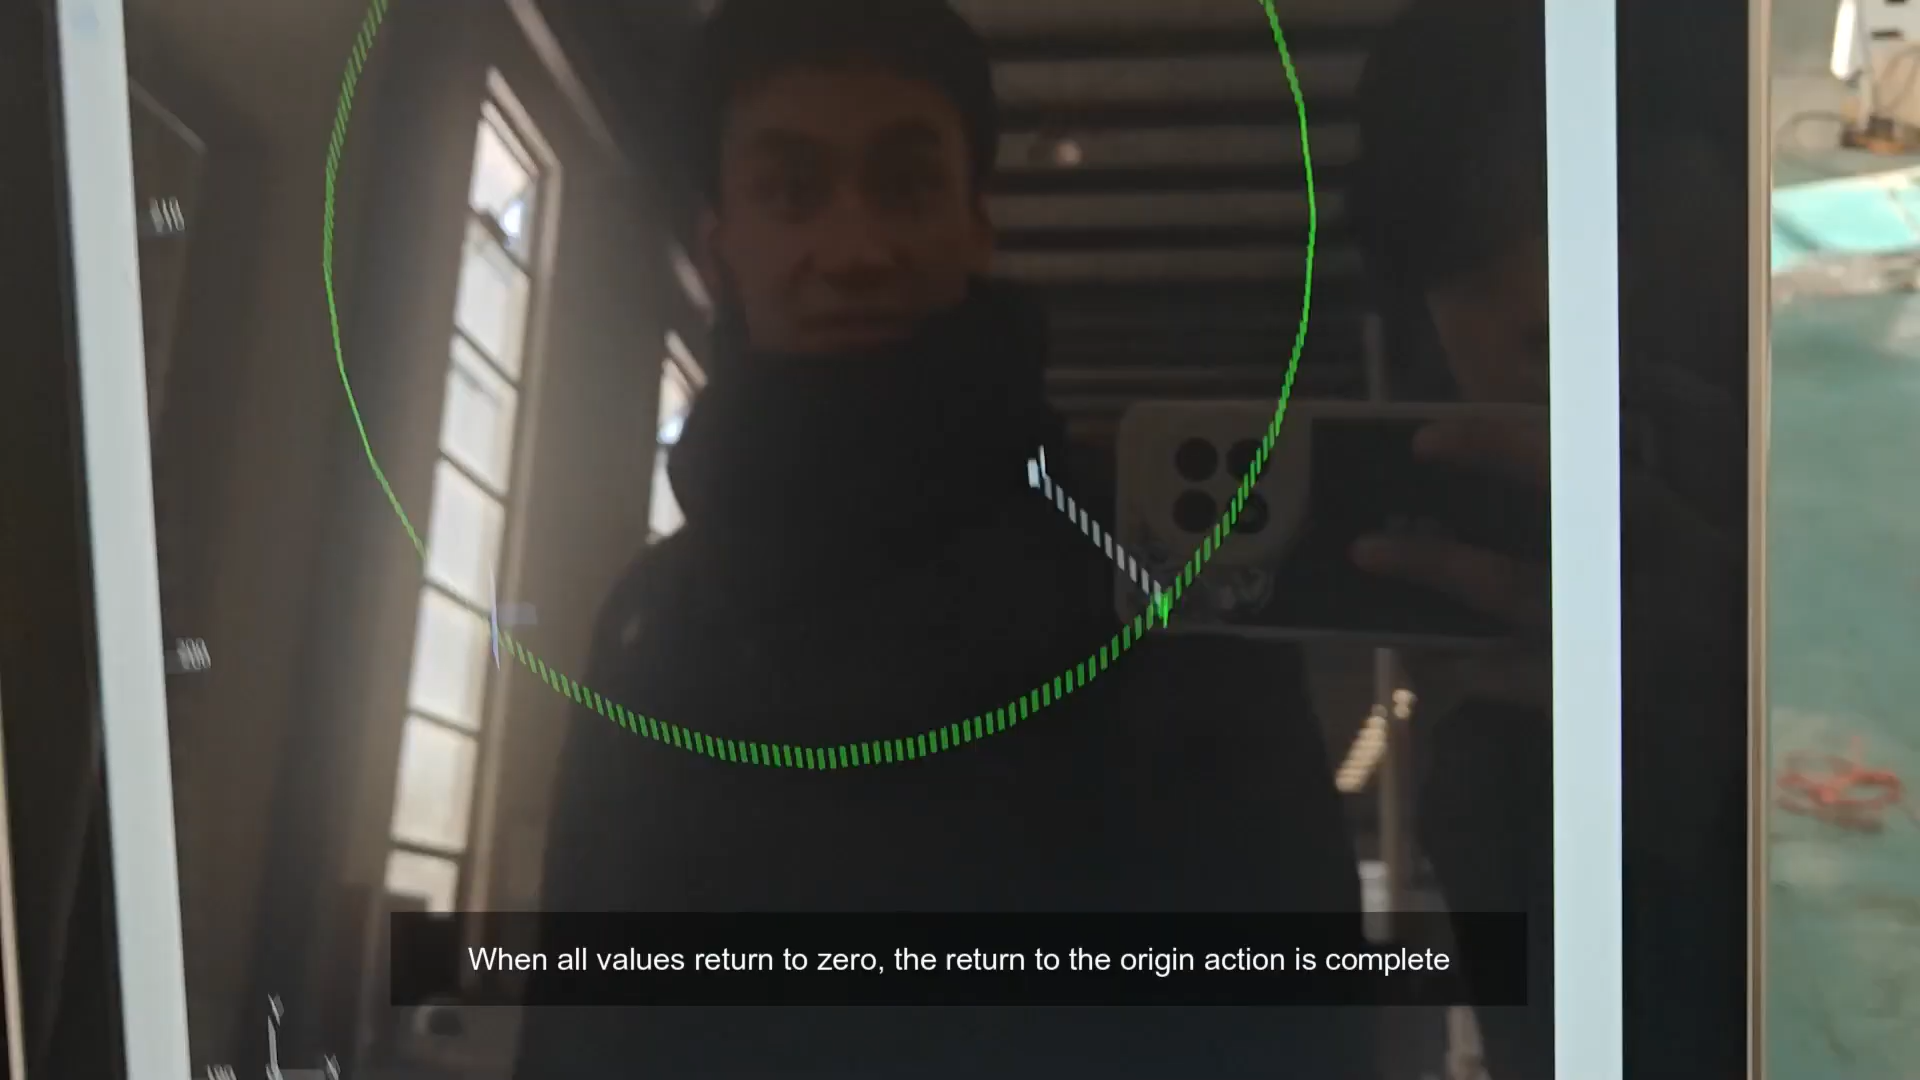 When all values return to zero, the return to the origin action is complete